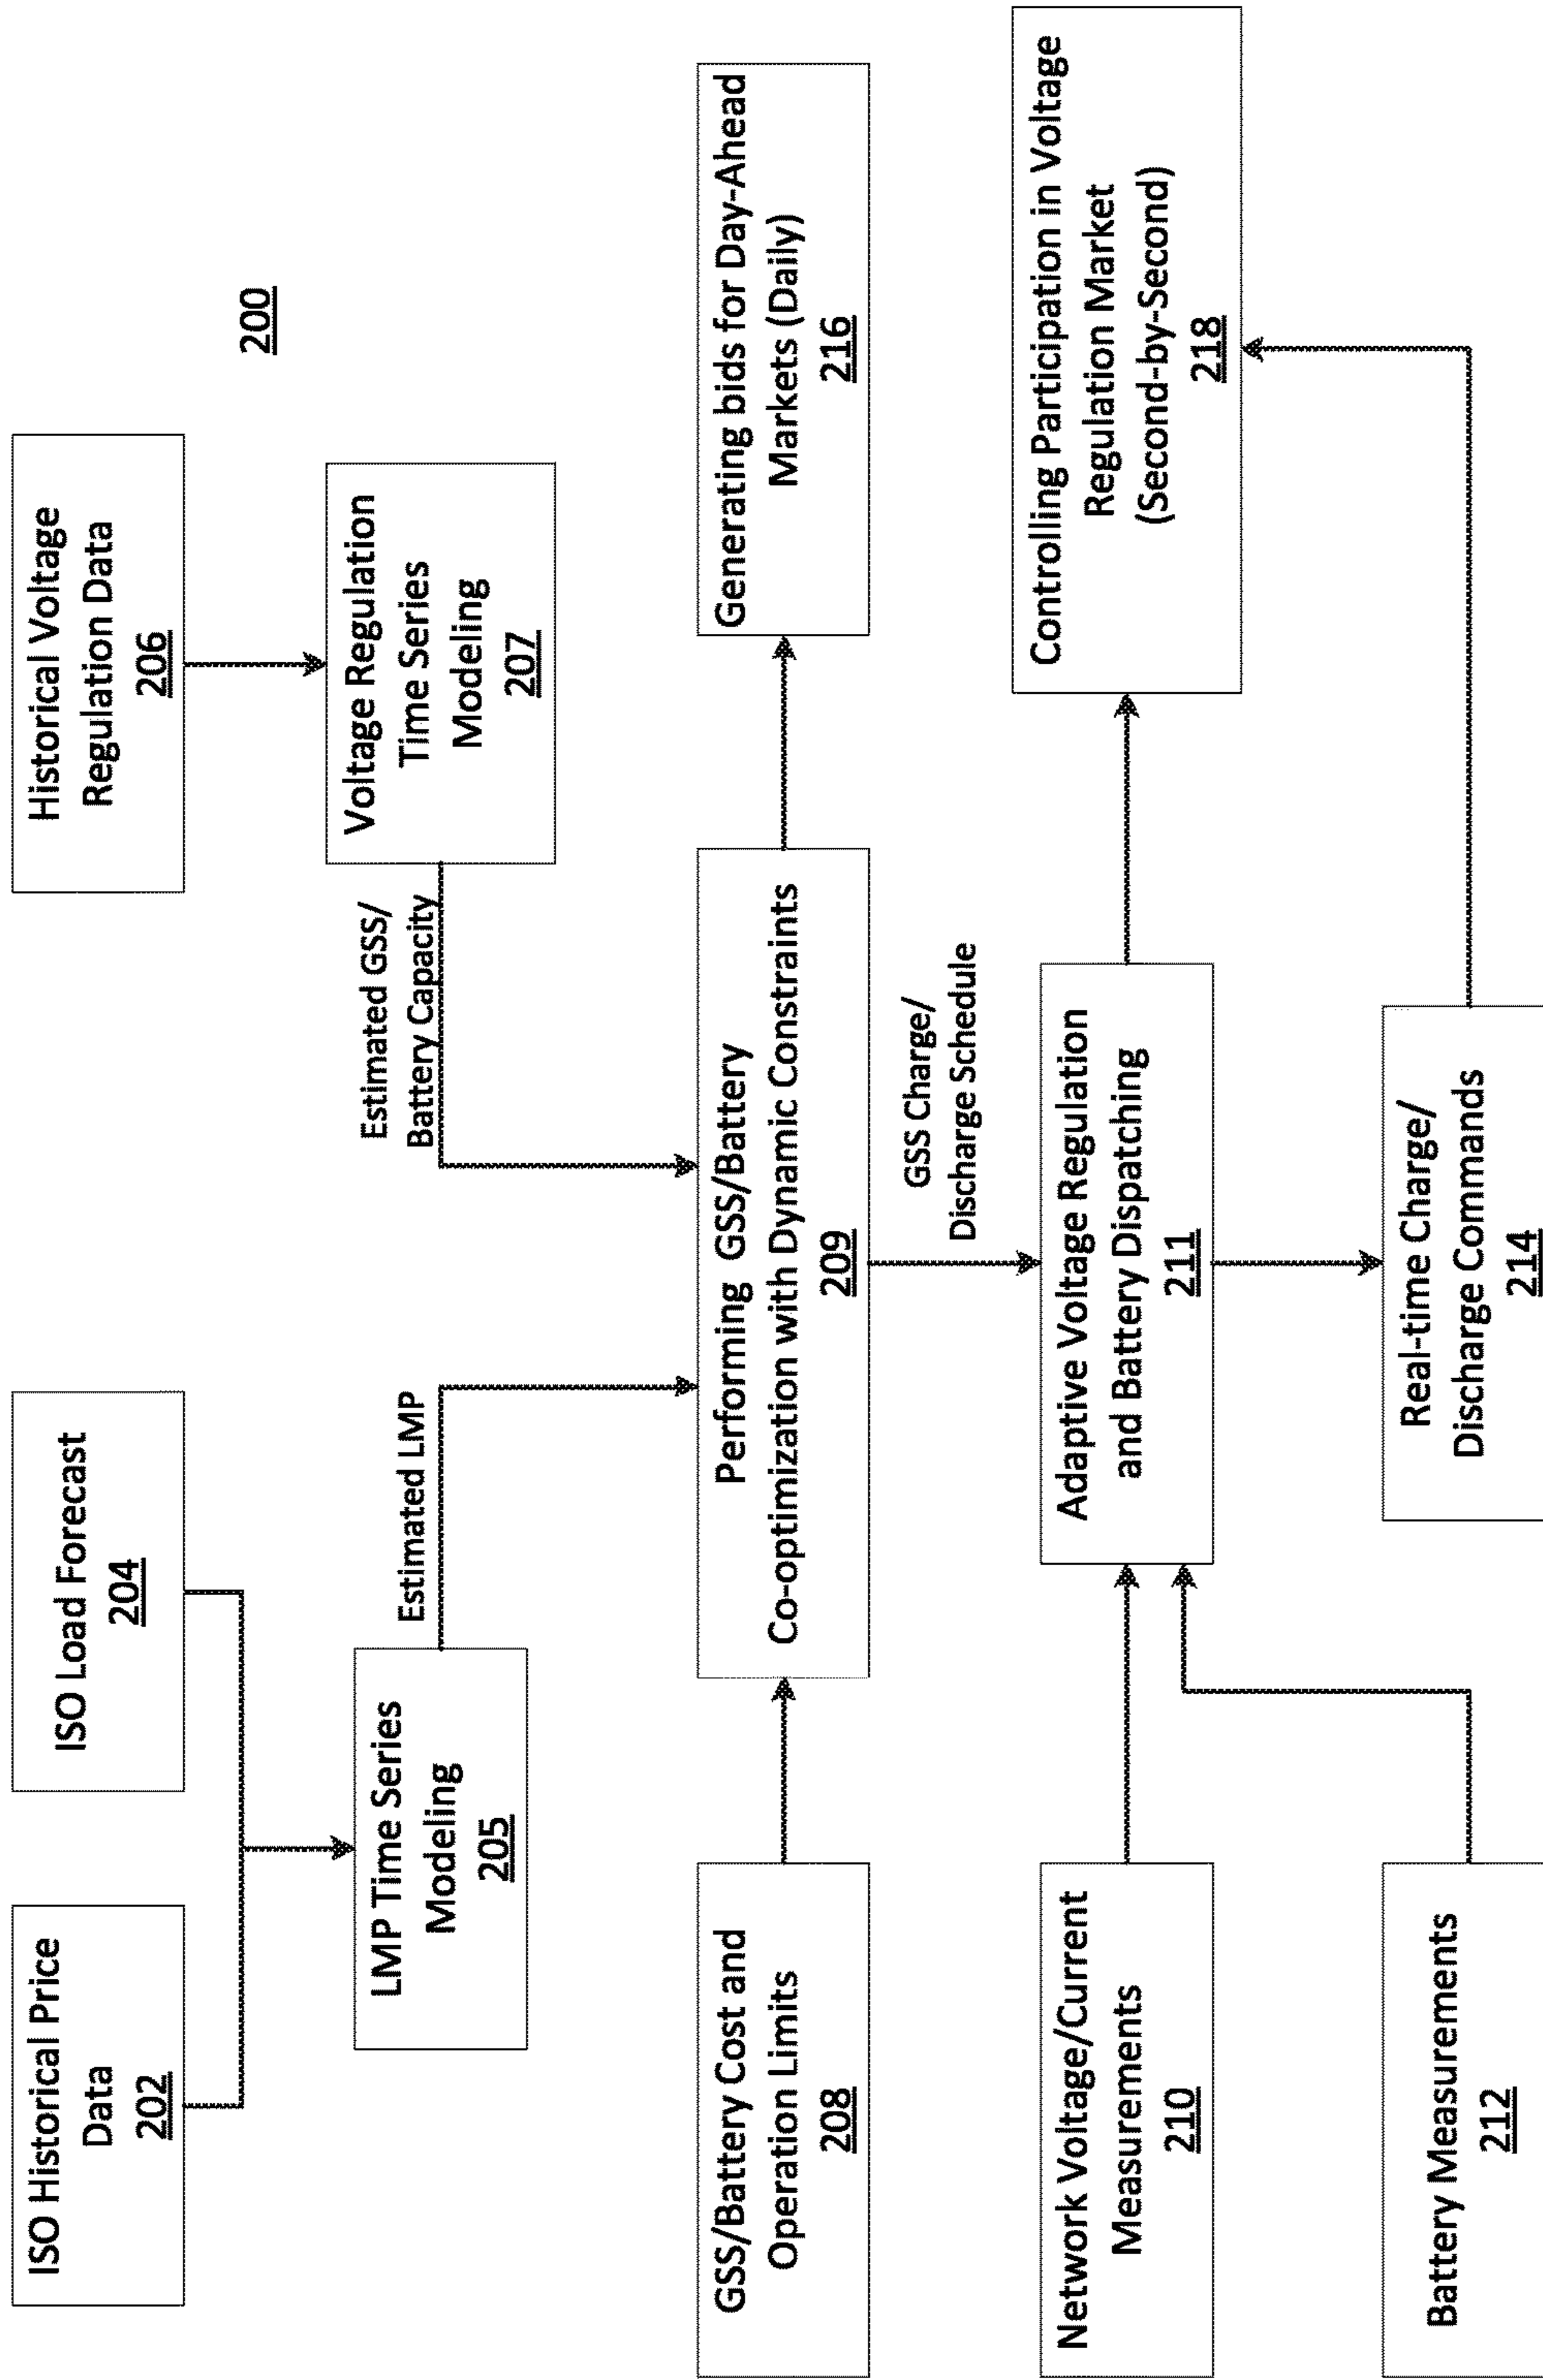 200
ISO Historical Price
Data
202
ISO Load Forecast
204
Historical Voltage
Regulation Data
206
LMP Time Series
Modeling
205
Voltage Regulation
Time Series
Modeling
207
Estimated LMP
Estimated GSS/
Battery Capacity
GSS/Battery Cost and
Operation Limits
208
Performing GSS/Battery
Co-optimization with Dynamic Constraints
209
Generating bids for Day-Ahead
Markets (Daily)
216
GSS Charge/
Discharge Schedule
Network Voltage/Current
Measurements
210
Adaptive Voltage Regulation
and Battery Dispatching
211
Controlling Participation in Voltage
Regulation Market
(Second-by-Second)
218
Battery Measurements
212
Real-time Charge/
Discharge Commands
214